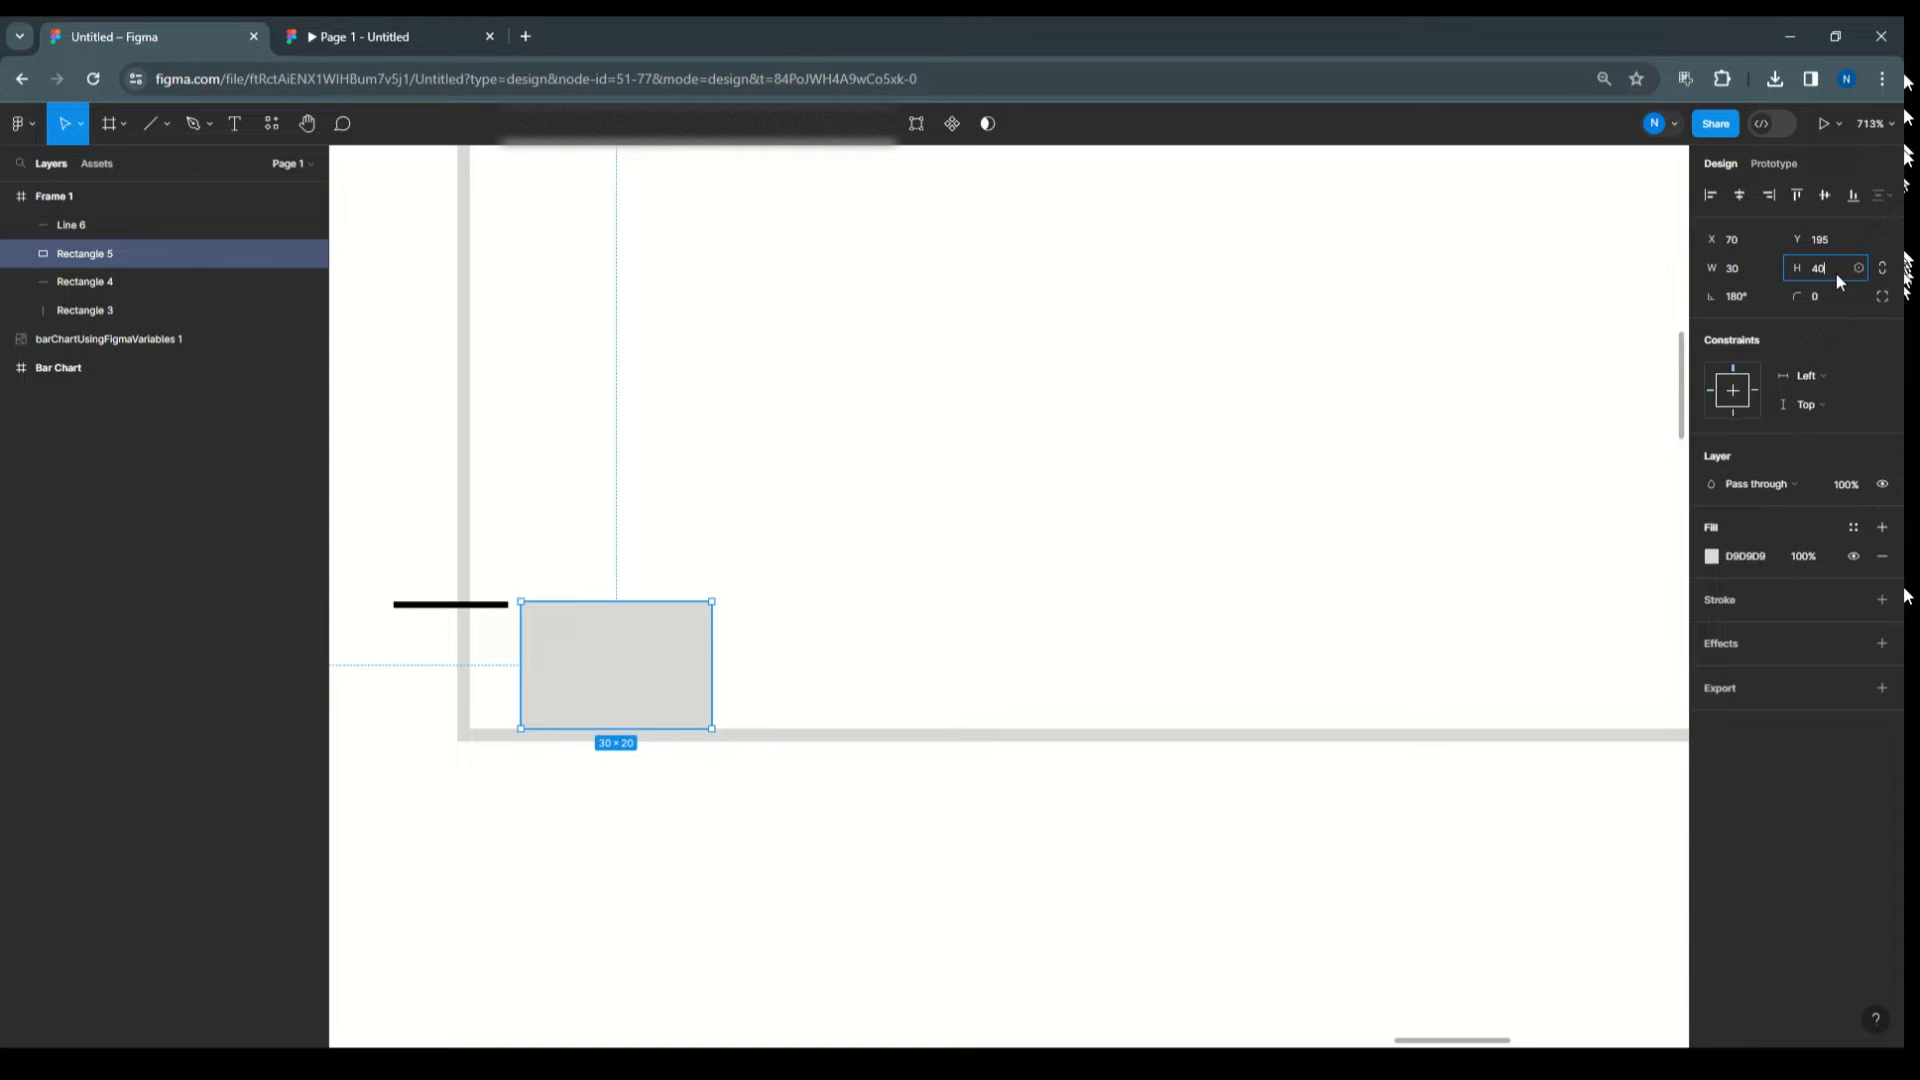 Untitled – Figma
Page 1 - Untitled
figma.com/file/ftRctAiENX1WIHBum7v5j1/Untitled?type=design&node-id=51-77&mode=design&t=84PoJWH4A9wCo5xk-0
N
N
Share
713%
Layers
Assets
Page 1
Design
Prototype
Frame 1
Line 6
Rectangle 5
Rectangle 4
Rectangle 3
barChartUsingFigmaVariables 1
Bar Chart
X 70
Y 195
W 30
H 40
180°
0
Constraints
Left
Top
Layer
Pass through
100%
Fill
D9D9D9
100%
Stroke
Effects
Export
30 × 20
?